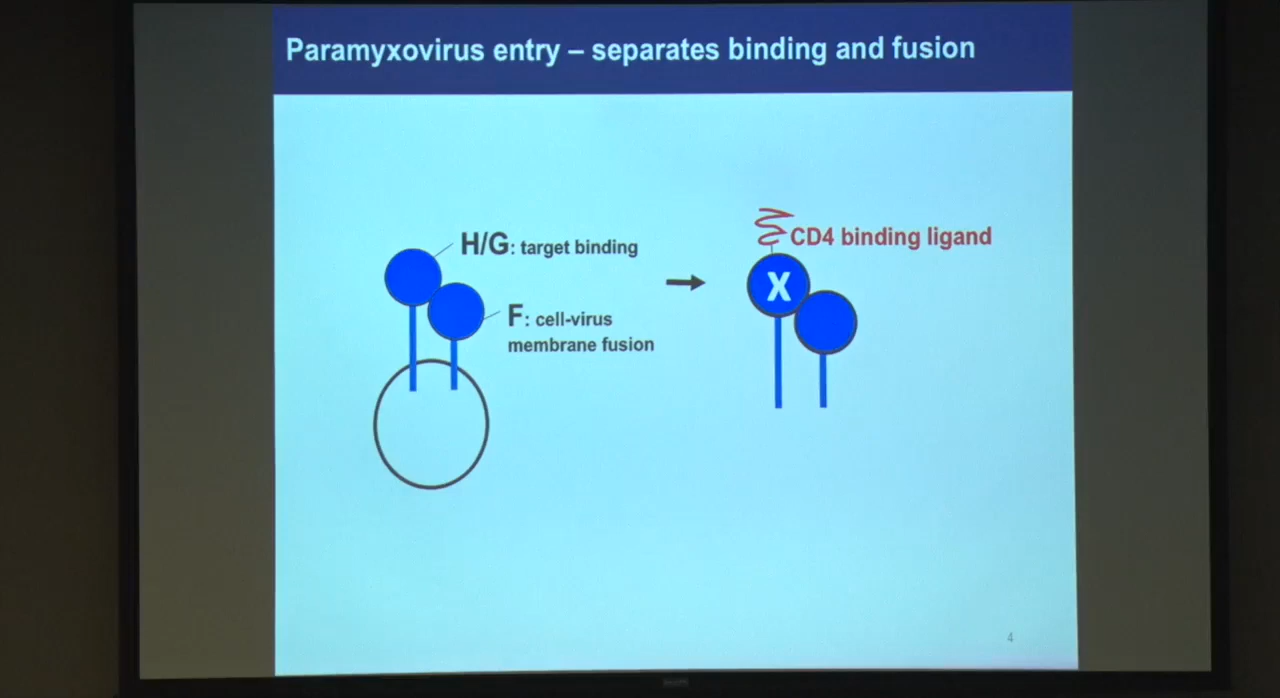 Paramyxovirus entry – separates binding and fusion
H/G: target binding
F: cell-virus
membrane fusion
CD4 binding ligand
X
4